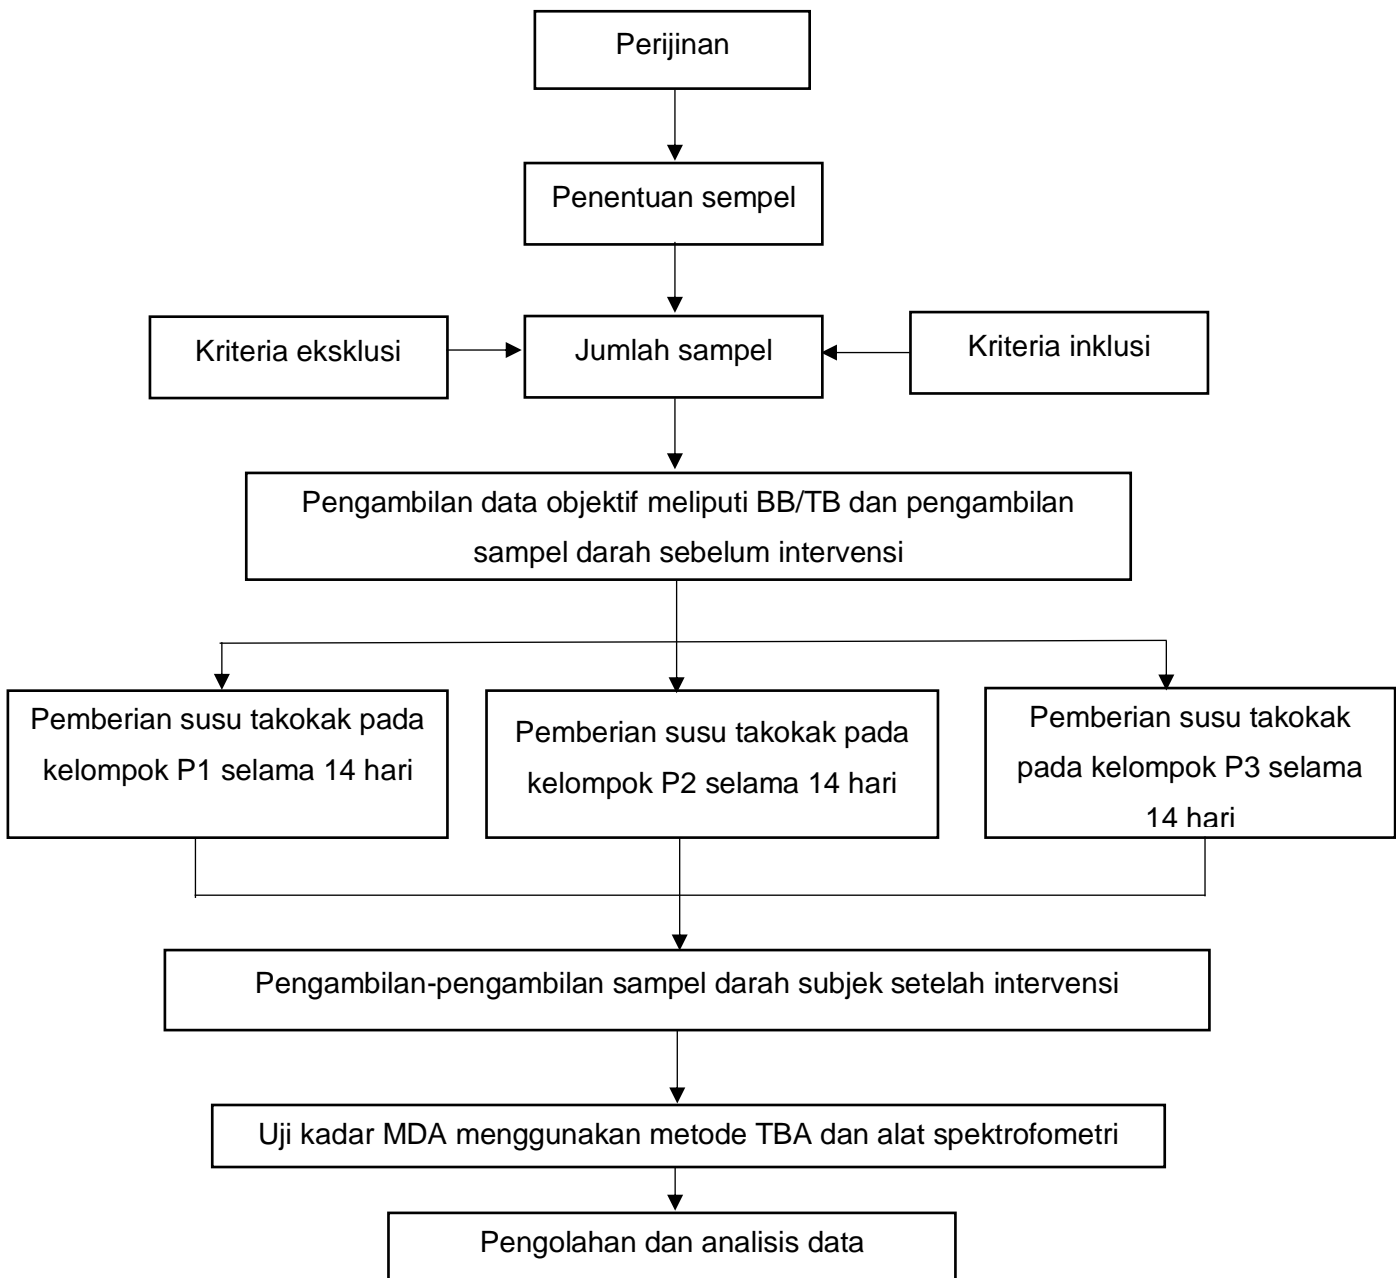 Perijinan
Penentuan sempel
Kriteria eksklusi
Jumlah sampel
Kriteria inklusi
Pengambilan data objektif meliputi BB/TB dan pengambilan
sampel darah sebelum intervensi
Pemberian susu takokak pada
kelompok P1 selama 14 hari
Pemberian susu takokak pada
kelompok P2 selama 14 hari
Pemberian susu takokak
pada kelompok P3 selama
14 hari
Pengambilan-pengambilan sampel darah subjek setelah intervensi
Uji kadar MDA menggunakan metode TBA dan alat spektrofometri
Pengolahan dan analisis data